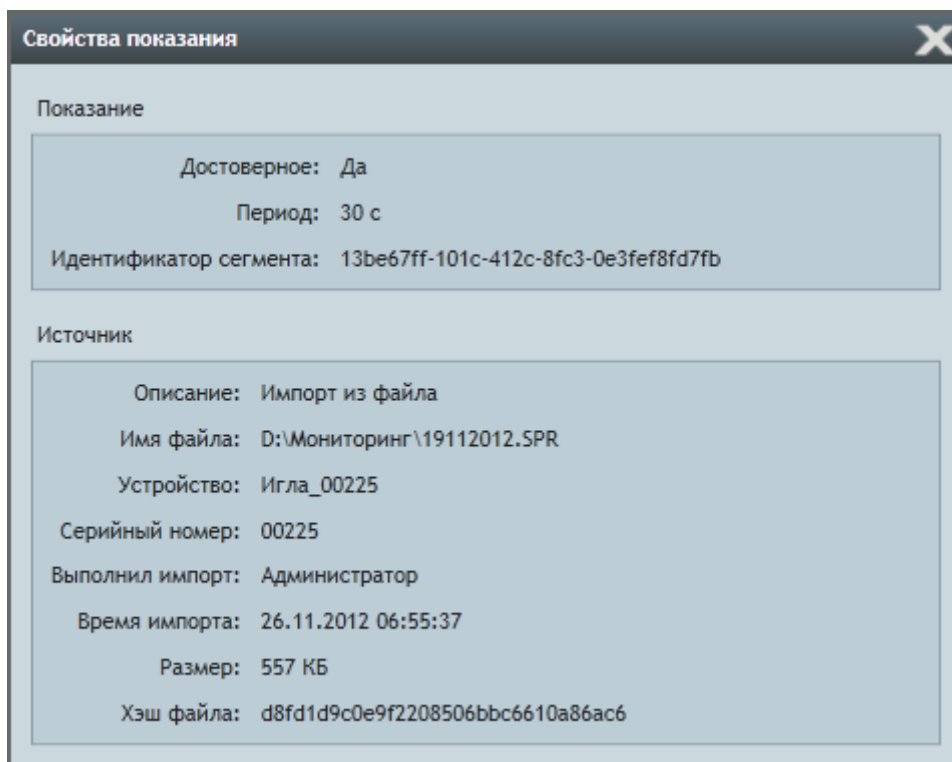 Свойства показания
Показание
Достоверное: Да
Период: 30 с
Идентификатор сегмента: 13be67ff-101c-412c-8fc3-0e3fef8fd7fb
Источник
Описание: Импорт из файла
Имя файла: D:\Мониторинг\19112012.SPR
Устройство: Игла_00225
Серийный номер: 00225
Выполнил импорт: Администратор
Время импорта: 26.11.2012 06:55:37
Размер: 557 КБ
Хэш файла: d8fd1d9c0e9f2208506bbc6610a86ac6